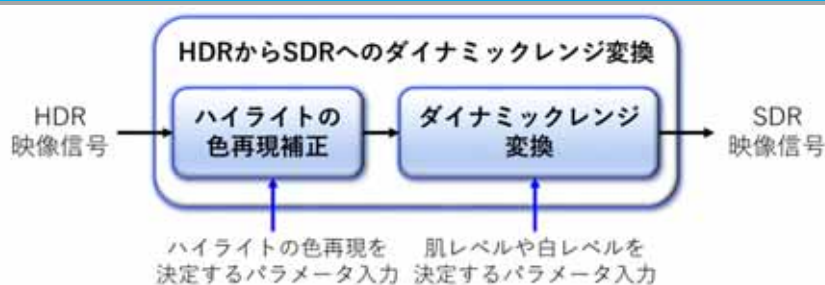 HDRからSDRへのダイナミックレンジ変換
HDR
映像信号
ハイライトの
色再現補正
ダイナミックレンジ
変換
SDR
映像信号
ハイライトの色再現を
決定するパラメータ入力
肌レベルや白レベルを
決定するパラメータ入力